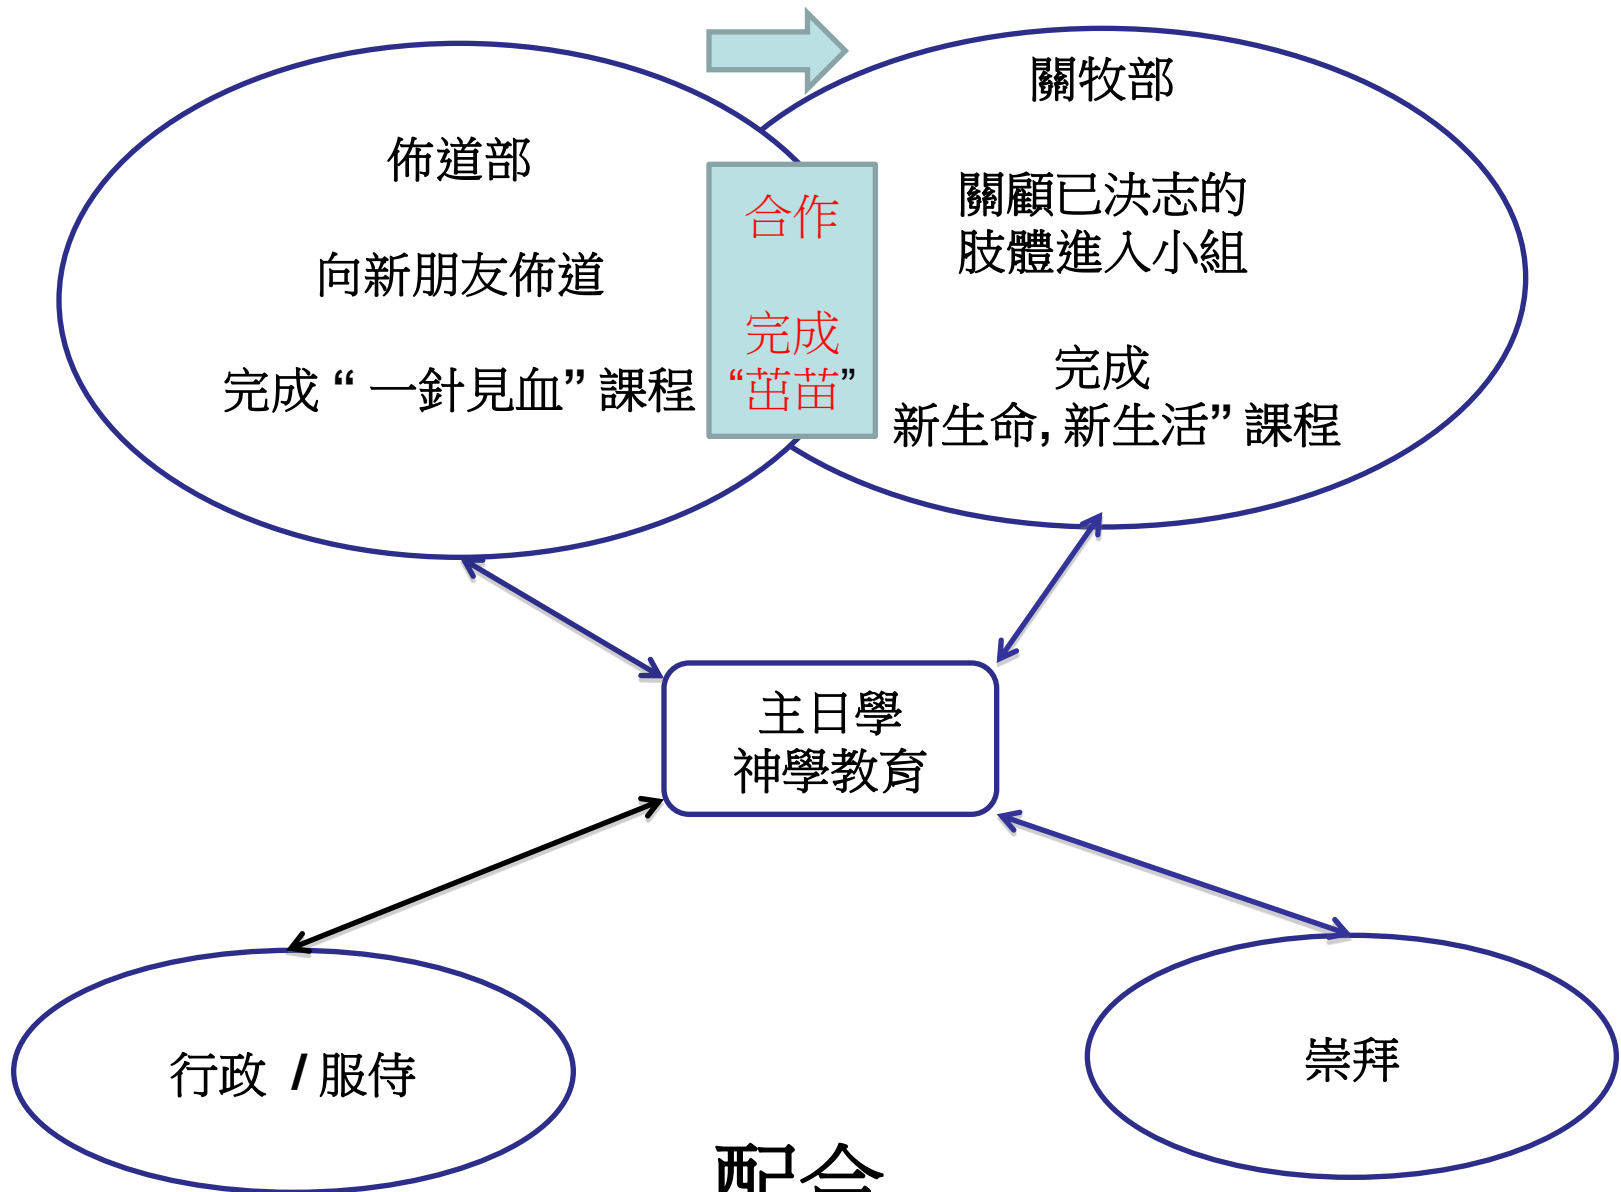 佈道部
向新朋友佈道
完成 “ 一針見血” 課程
合作
完成
“茁苗”
關牧部
關顧已決志的
肢體進入小組
完成
新生命, 新生活” 課程
主日學
神學教育
行政 / 服侍
崇拜
配合